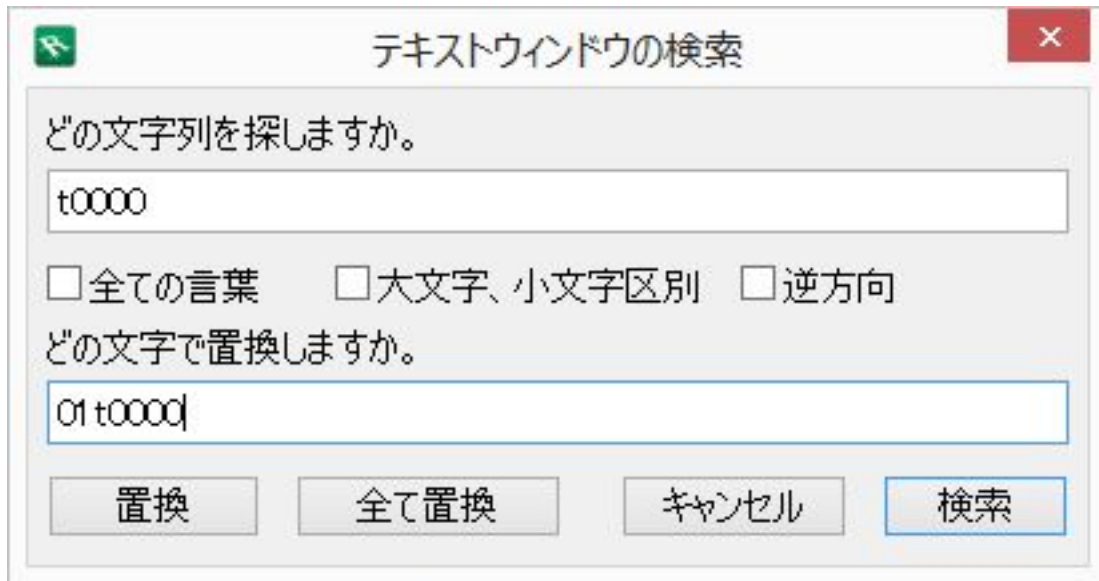 テキストウィンドウの検索
どの文字列を探しますか。
t0000
全ての言葉 大文字、小文字区別 逆方向
どの文字で置換しますか。
01t0000
置換 全て置換 キャンセル 検索